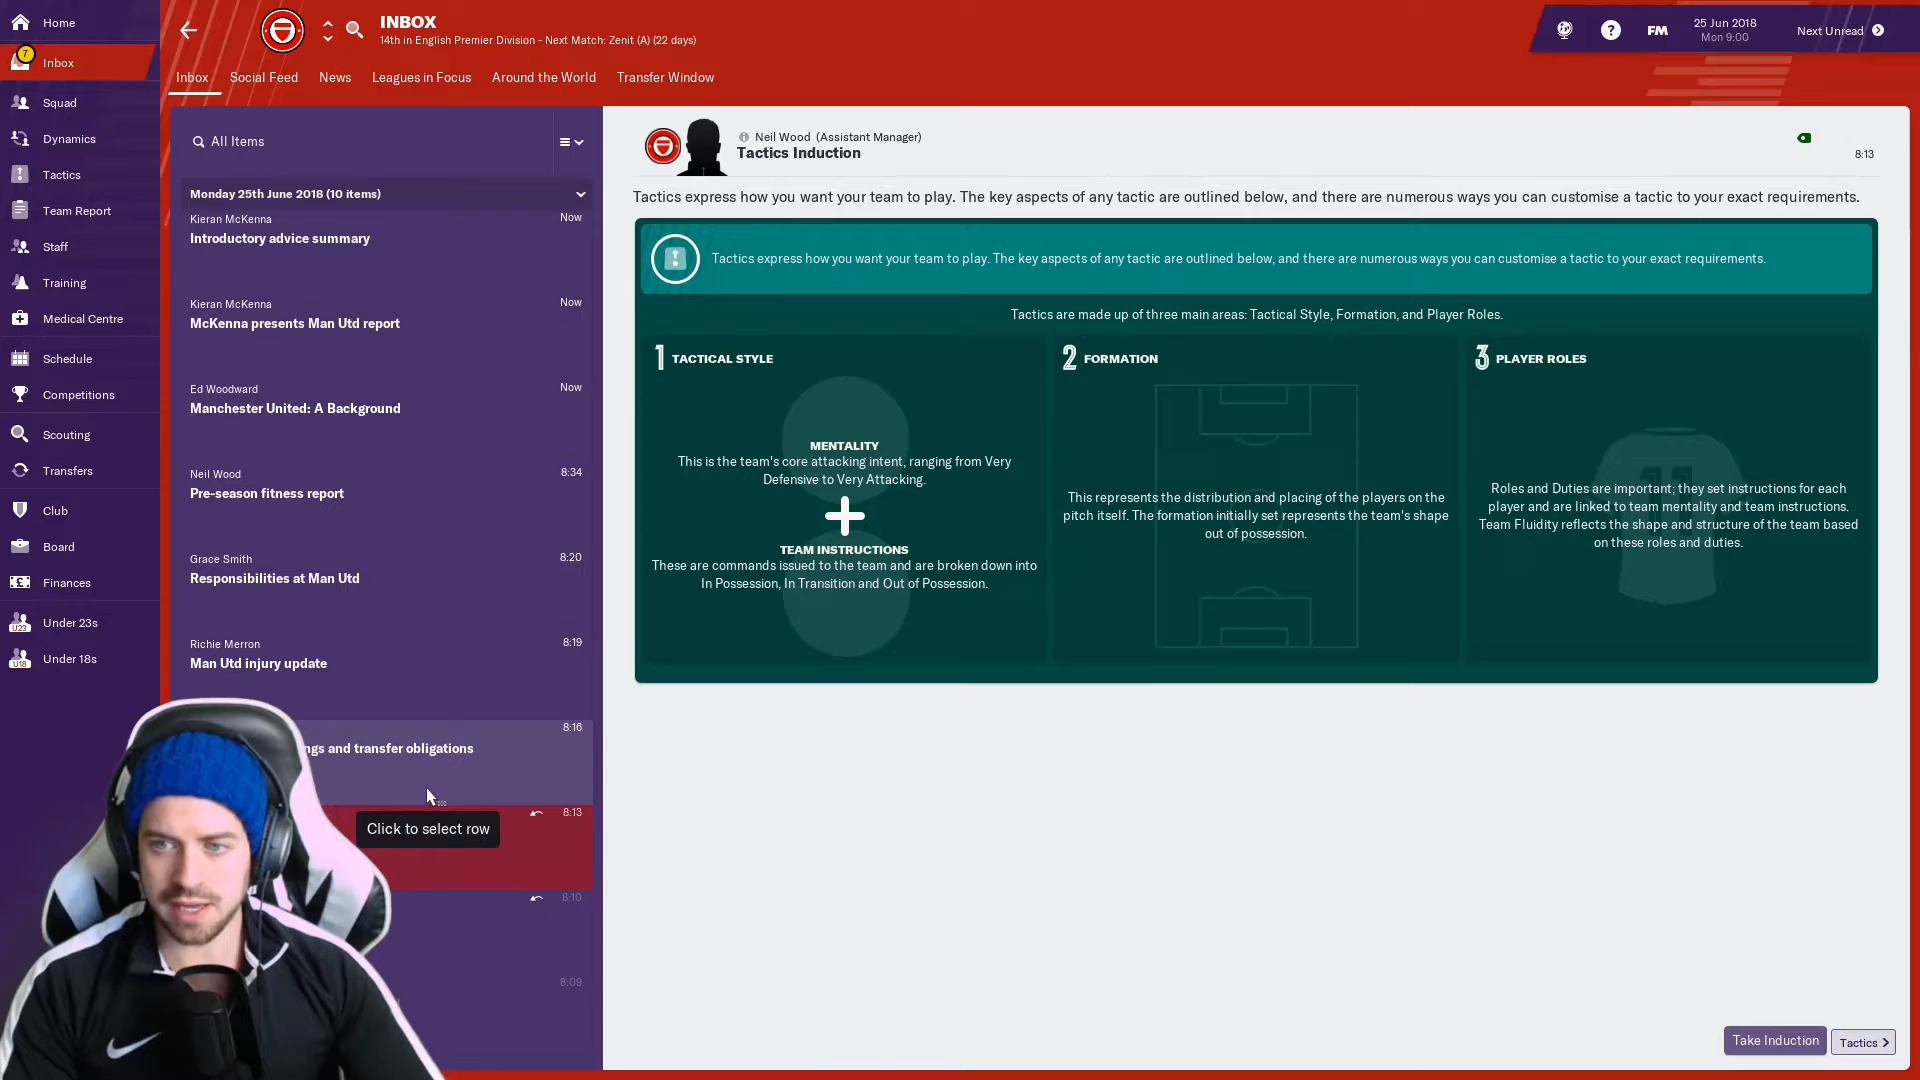 Home
7
Inbox
Squad
Dynamics
Tactics
Team Report
Staff
Training
Medical Centre
Schedule
Competitions
Scouting
Transfers
Club
Board
Finances
U23
Under 23s
U18
Under 18s
INBOX
14th in English Premier Division - Next Match: Zenit (A) (22 days)
FM
25 Jun 2018
Mon 9:00
Next Unread
Inbox
Social Feed
News
Leagues in Focus
Around the World
Transfer Window
All Items
Monday 25th June 2018 (10 items)
Kieran McKenna
Now
Introductory advice summary
Kieran McKenna
Now
McKenna presents Man Utd report
Ed Woodward
Now
Manchester United: A Background
Neil Wood
8:34
Pre-season fitness report
Grace Smith
8:20
Responsibilities at Man Utd
Richie Merron
8:19
Man Utd injury update
8:16
and transfer obligations
8:13
Click to select row
8:10
8:09
Neil Wood (Assistant Manager)
Tactics Induction
8:13
Tactics express how you want your team to play. The key aspects of any tactic are outlined below, and there are numerous ways you can customise a tactic to your exact requirements.
Tactics express how you want your team to play. The key aspects of any tactic are outlined below, and there are numerous ways you can customise a tactic to your exact requirements.
Tactics are made up of three main areas: Tactical Style, Formation, and Player Roles.
1 TACTICAL STYLE
MENTALITY
This is the team's core attacking intent, ranging from Very
Defensive to Very Attacking.
TEAM INSTRUCTIONS
These are commands issued to the team and are broken down into
In Possession, In Transition and Out of Possession.
2 FORMATION
This represents the distribution and placing of the players on the
pitch itself. The formation initially set represents the team's shape
out of possession.
3 PLAYER ROLES
11
Roles and Duties are important; they set instructions for each
player and are linked to team mentality and team instructions.
Team Fluidity reflects the shape and structure of the team based
on these roles and duties.
Take Induction
Tactics